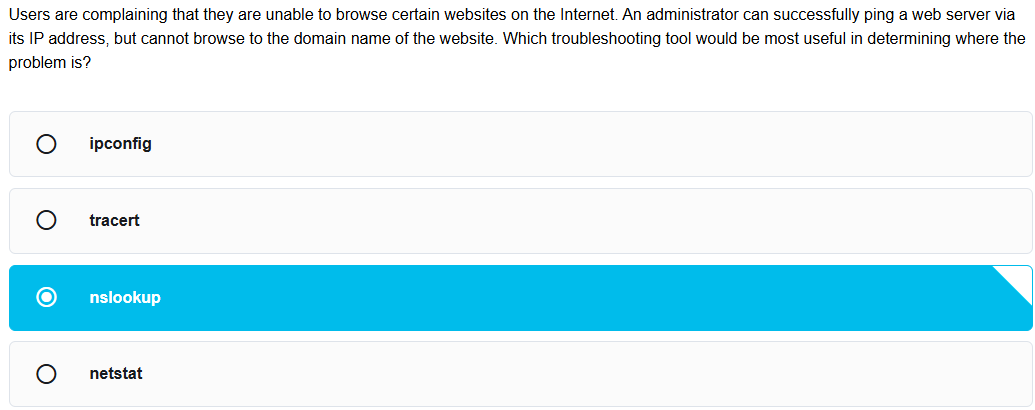 Users are complaining that they are unable to browse certain websites on the Internet. An administrator can successfully ping a web server via
its IP address, but cannot browse to the domain name of the website. Which troubleshooting tool would be most useful in determining where the
problem is?
ipconfig
tracert
nslookup
netstat